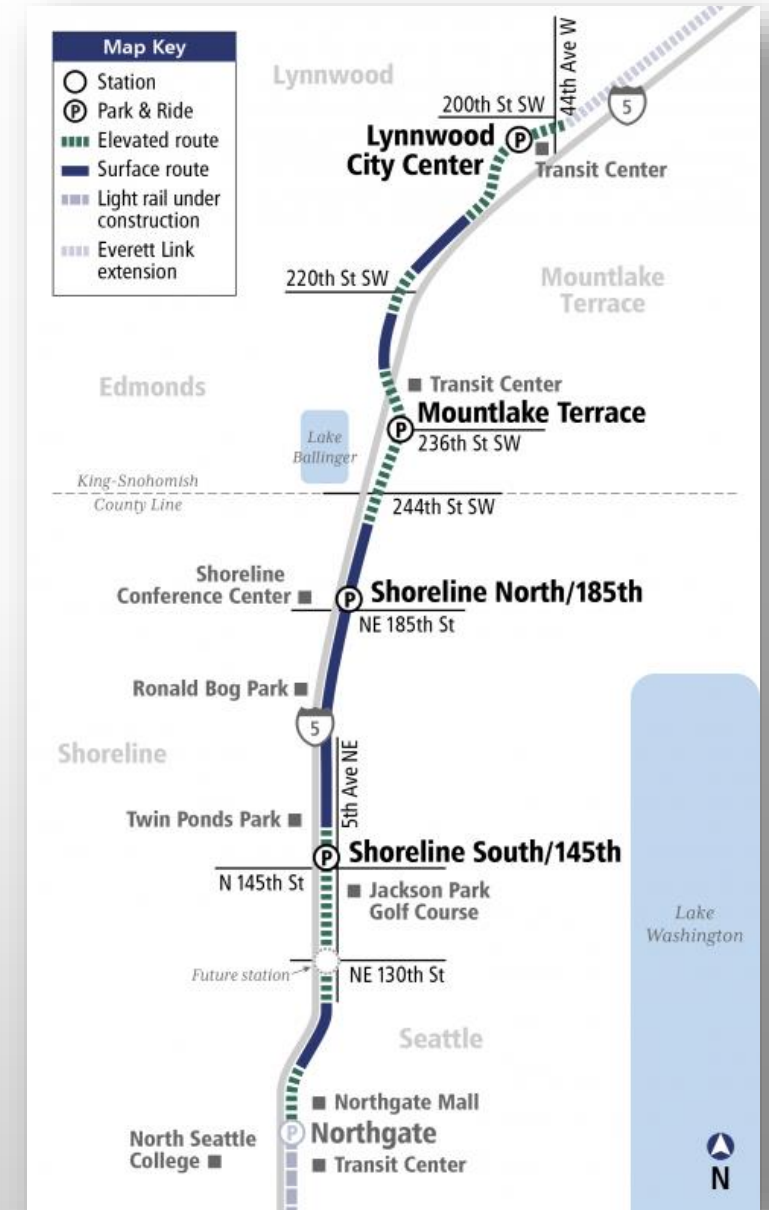 Map Key
Station
P
Park & Ride
Elevated route
Surface route
Light rail under
construction
Everett Link
extension
Lynnwood
44th Ave W
200th St SW
5
Lynnwood
City Center
P
Transit Center
220th St SW
Mountlake
Terrace
Edmonds
Transit Center
Mountlake Terrace
P
236th St SW
Lake
Ballinger
King-Snohomish
County Line
244th St SW
Shoreline
Conference Center
P
Shoreline North/185th
NE 185th St
Ronald Bog Park
5
Shoreline
5th Ave NE
Twin Ponds Park
P
Shoreline South/145th
N 145th St
Jackson Park
Golf Course
Lake
Washington
Future station
NE 130th St
Seattle
Northgate Mall
P
Northgate
North Seattle
College
Transit Center
N